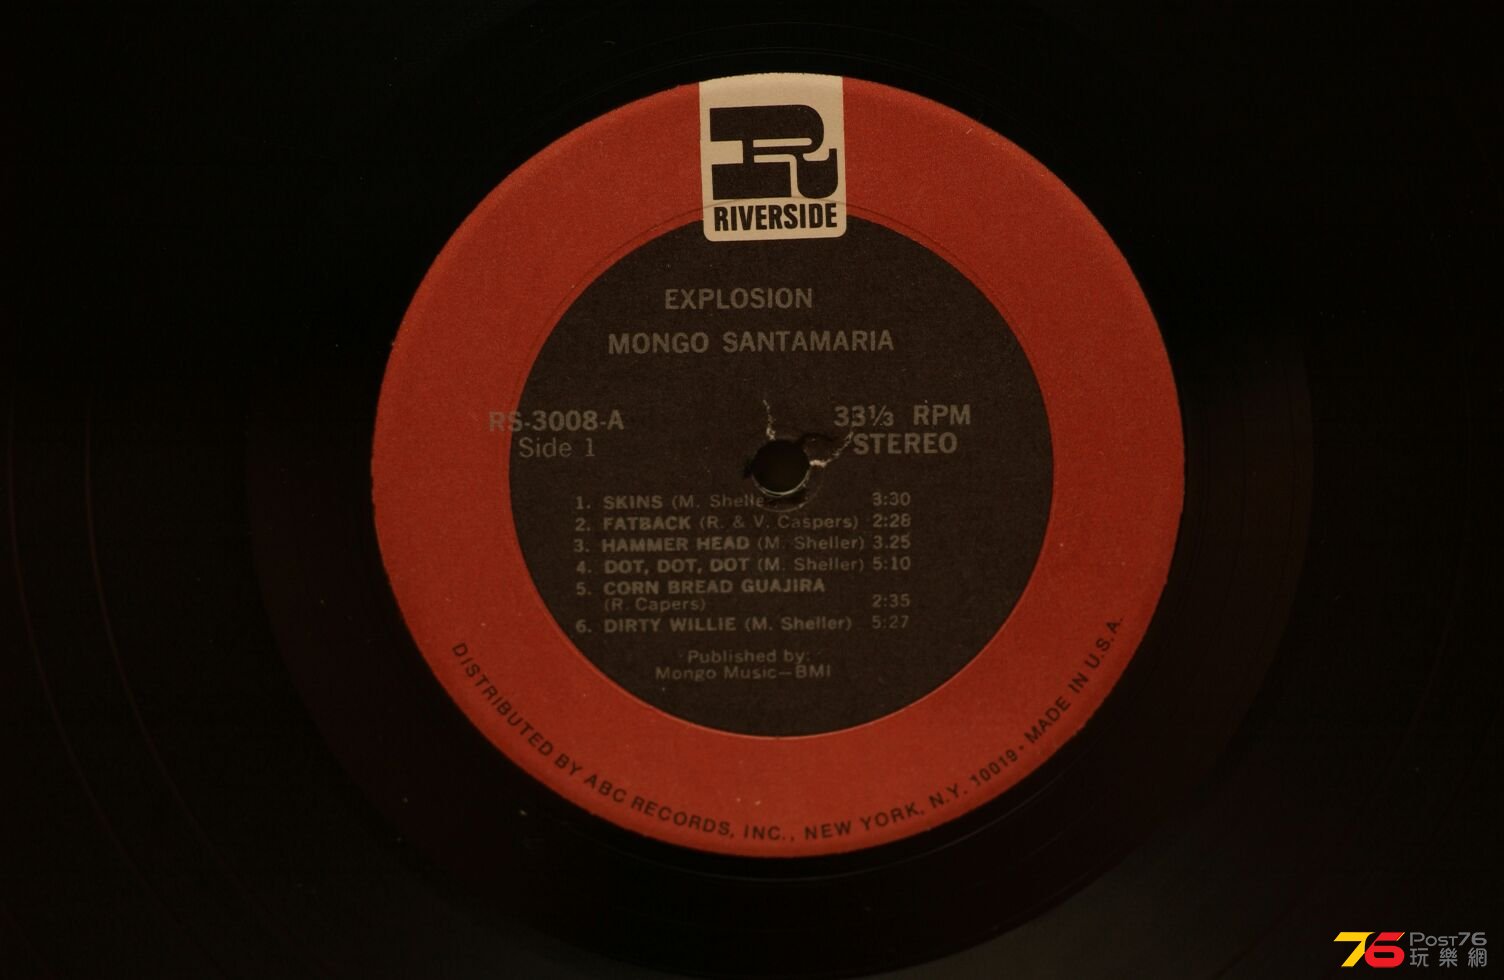 R
RIVERSIDE
EXPLOSION
MONGO SANTAMARIA
RS-3008-A
Side 1
33⅓ RPM
STEREO
1. SKINS (M. Shelle 3:30
2. FATBACK (R. & V. Caspers) 2:28
3. HAMMER HEAD (M. Sheller) 3.25
4. DOT, DOT, DOT (M. Sheller) 5:10
5. CORN BREAD GUAJIRA
(R. Capers) 2:35
6. DIRTY WILLIE (M. Sheller) 5:27
Published by:
Mongo Music—BMI
DISTRIBUTED BY ABC RECORDS, INC., NEW YORK, N.Y. 10019 · MADE IN U.S.A.
76 POST76
玩樂網